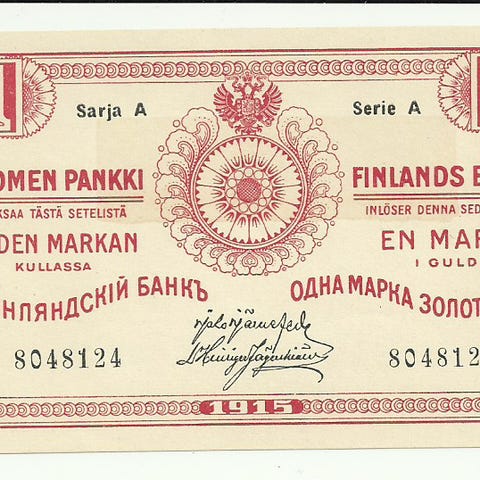 Sarja A
Serie A
OMEN PANKKI
FINLANDS B
KSAA TÄSTÄ SETELISTÄ
INLÖSER DENNA SED
DEN MARKAN
EN MAR
KULLASSA
I GULD
НЛЯНДСКІЙ БАНКЪ
ОДНА МАРКА ЗОЛОТ
8048124
804812
1915